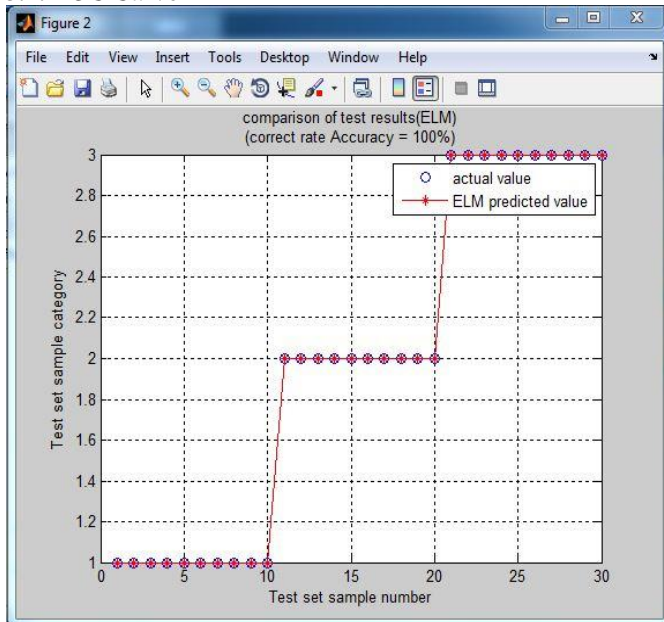 Figure 2
File Edit View Insert Tools Desktop Window Help
comparison of test results(ELM)
(correct rate Accuracy = 100%)
actual value
ELM predicted value
Test set sample category
3
2.8
2.6
2.4
2.2
2
1.8
1.6
1.4
1.2
1
0 5 10 15 20 25 30
Test set sample number